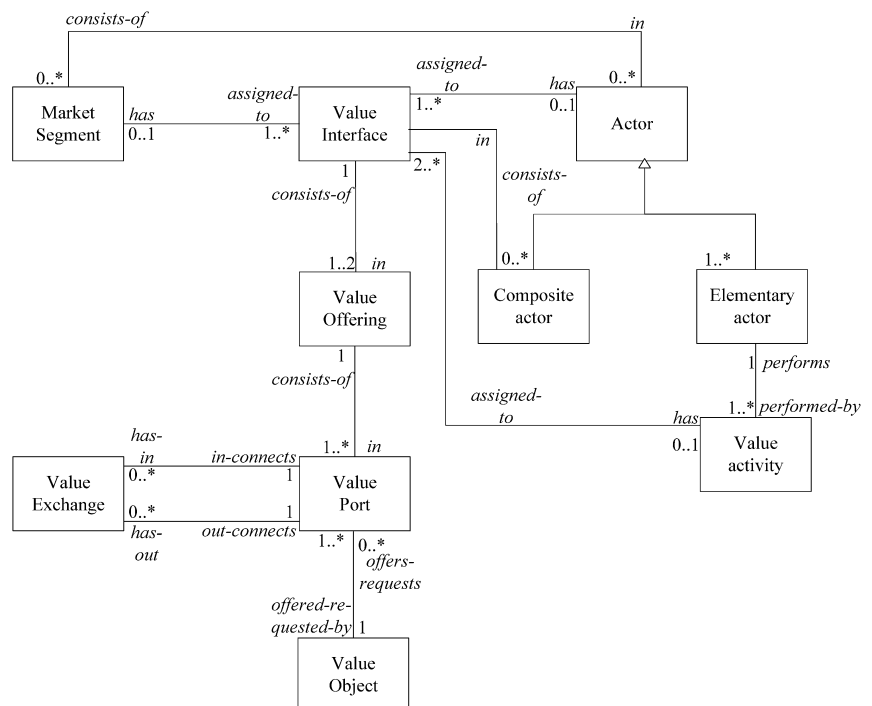 consists-of
in
0..*
0..*
Market
Segment
has
0..1
assigned-
to
1..*
Value
Interface
assigned-
to
1..*
has
0..1
Actor
1
consists-of
2..*
in
consists-of
1..2
in
0..*
1..*
Value
Offering
Composite
actor
Elementary
actor
1
consists-of
1
performs
assigned-
to
1..*
performed-by
has
0..1
Value
activity
has-
in
0..*
in-connects
1
1..*
in
Value
Exchange
Value
Port
0..*
1
has-
out
out-connects
1..*
0..*
offers-
requests
offered-re-
quested-by
1
Value
Object